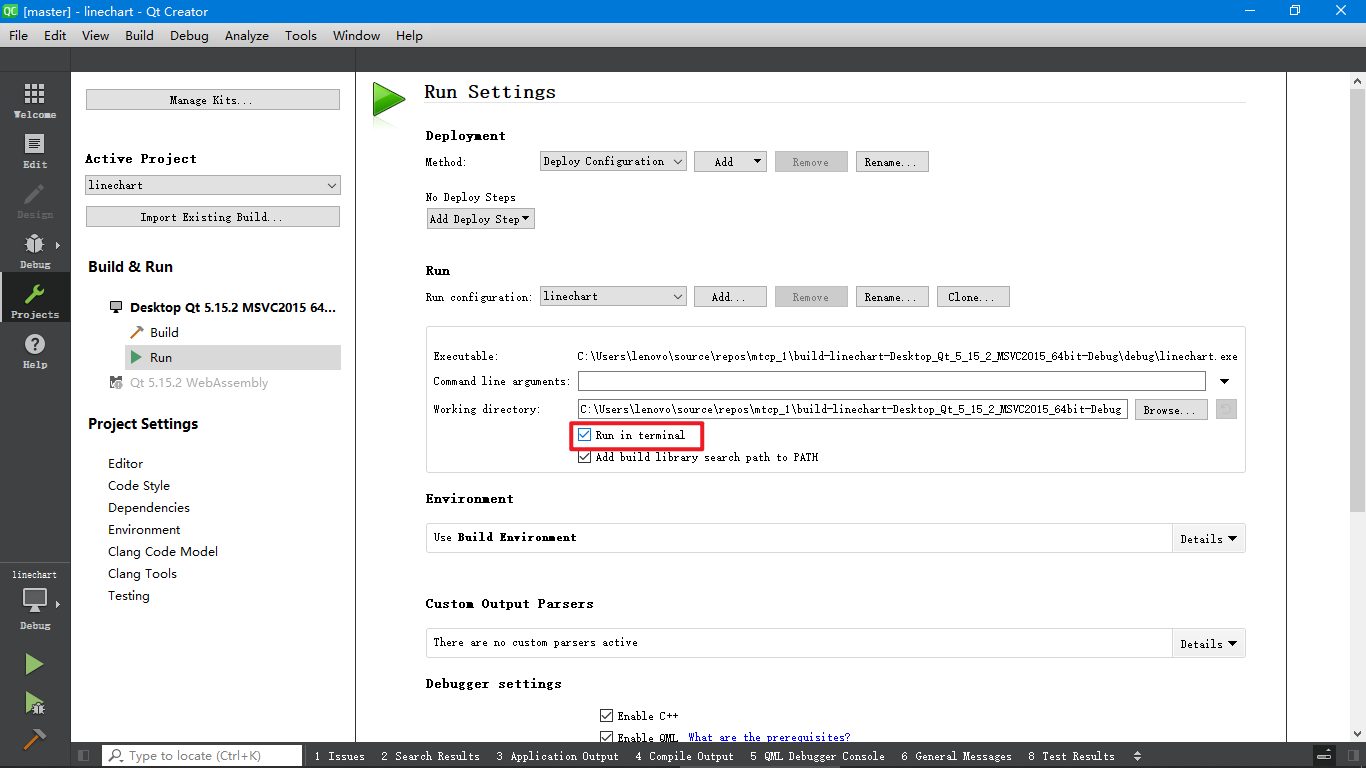 QC [master] - linechart - Qt Creator
File Edit View Build Debug Analyze Tools Window Help
Welcome
Edit
Design
Debug
Projects
Help
linechart
Debug
Manage Kits...
Active Project
linechart
Import Existing Build...
Build & Run
Desktop Qt 5.15.2 MSVC2015 64...
Build
Run
Qt 5.15.2 WebAssembly
Project Settings
Editor
Code Style
Dependencies
Environment
Clang Code Model
Clang Tools
Testing
Run Settings
Deployment
Method: Deploy Configuration Add Remove Rename...
No Deploy Steps
Add Deploy Step
Run
Run configuration: linechart Add... Remove Rename... Clone...
Executable: C:\Users\lenovo\source\repos\mtcp_1\build-linechart-Desktop_Qt_5_15_2_MSVC2015_64bit-Debug\debug\linechart.exe
Command line arguments:
Working directory: C:\Users\lenovo\source\repos\mtcp_1\build-linechart-Desktop_Qt_5_15_2_MSVC2015_64bit-Debug Browse...
Run in terminal
Add build library search path to PATH
Environment
Use Build Environment Details
Custom Output Parsers
There are no custom parsers active Details
Debugger settings
Enable C++
Enable QML What are the prerequisites?
Type to locate (Ctrl+K) 1 Issues 2 Search Results 3 Application Output 4 Compile Output 5 QML Debugger Console 6 General Messages 8 Test Results